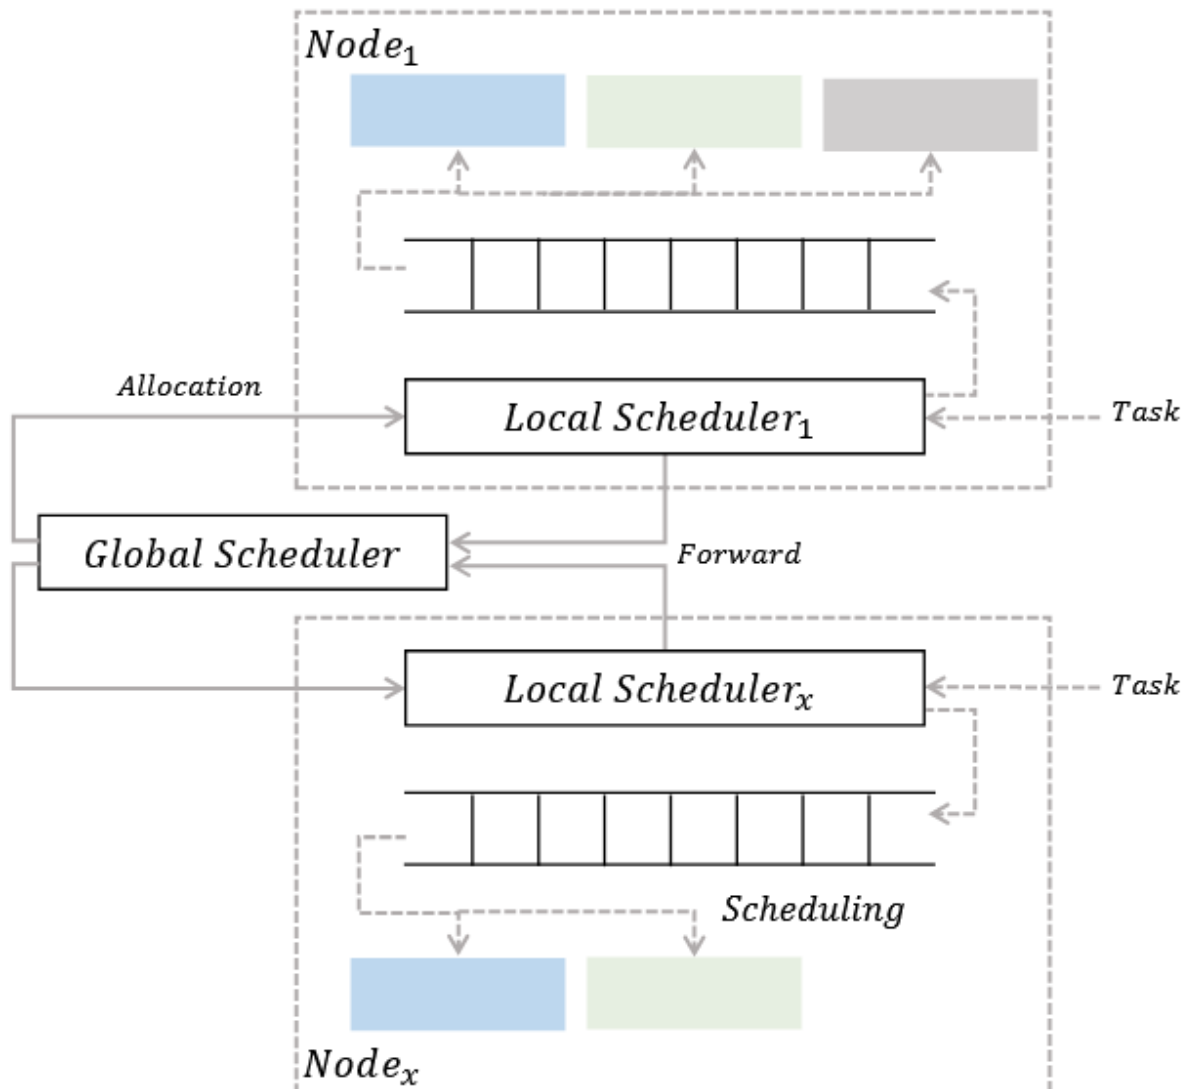 Node₁
Allocation
Local Scheduler₁
Task
Global Scheduler
Forward
Local Schedulerₓ
Task
Scheduling
Nodeₓ